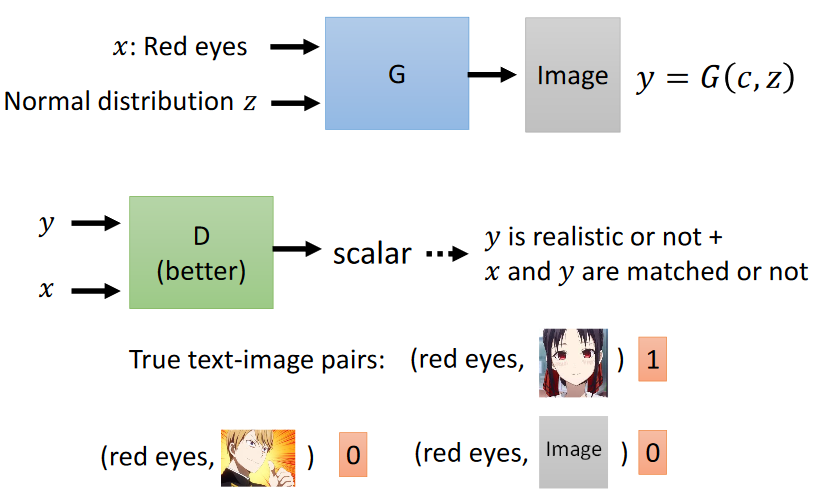 x: Red eyes
G
Image
y = G(c, z)
Normal distribution z
y
D
(better)
scalar
y is realistic or not +
x and y are matched or not
x
True text-image pairs: (red eyes, ) 1
(red eyes, ) 0
(red eyes, Image ) 0